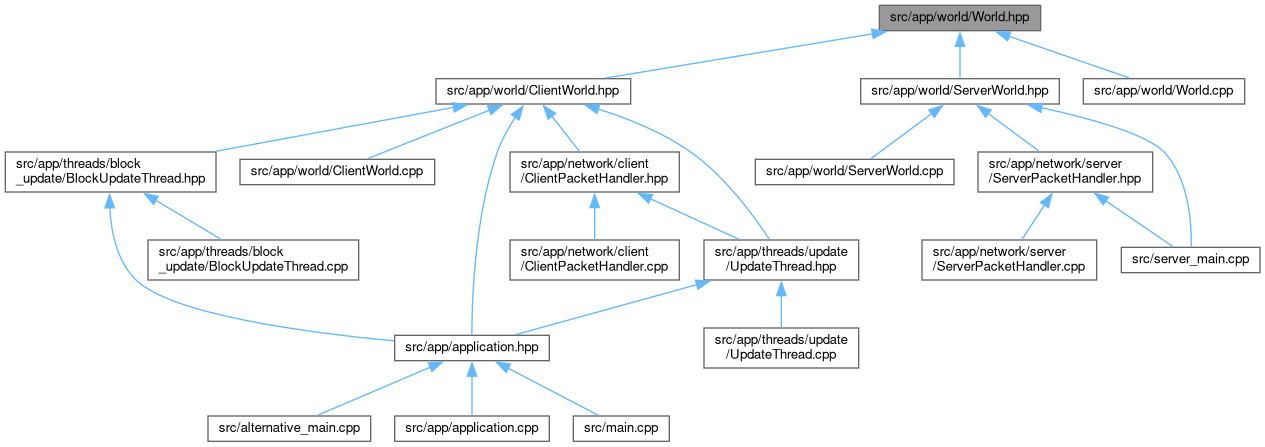 src/app/world/World.hpp
src/app/world/ClientWorld.hpp
src/app/world/ServerWorld.hpp
src/app/world/World.cpp
src/app/threads/block
_update/BlockUpdateThread.hpp
src/app/world/ClientWorld.cpp
src/app/network/client
/ClientPacketHandler.hpp
src/app/world/ServerWorld.cpp
src/app/network/server
/ServerPacketHandler.hpp
src/app/threads/block
_update/BlockUpdateThread.cpp
src/app/network/client
/ClientPacketHandler.cpp
src/app/threads/update
/UpdateThread.hpp
src/app/network/server
/ServerPacketHandler.cpp
src/server_main.cpp
src/app/application.hpp
src/app/threads/update
/UpdateThread.cpp
src/alternative_main.cpp
src/app/application.cpp
src/main.cpp